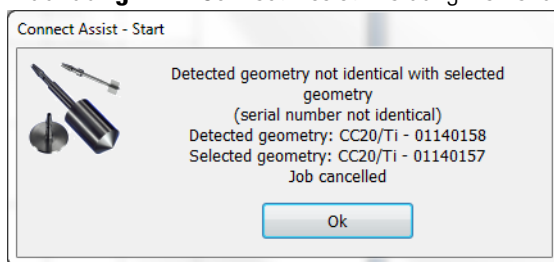 Connect Assist - Start
Detected geometry not identical with selected
geometry
(serial number not identical)
Detected geometry: CC20/Ti - 01140158
Selected geometry: CC20/Ti - 01140157
Job cancelled
Ok